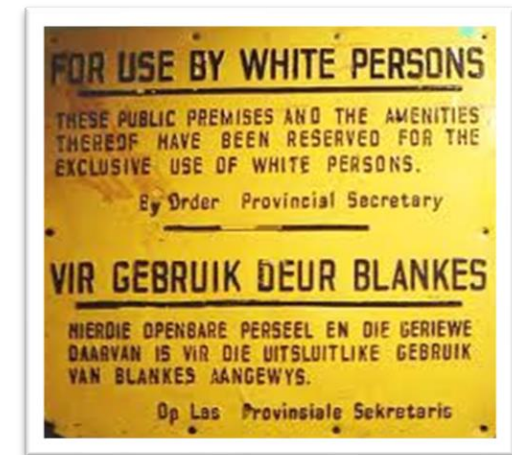 FOR USE BY WHITE PERSONS
THESE PUBLIC PREMISES AND THE AMENITIES
THEREOF HAVE BEEN RESERVED FOR THE
EXCLUSIVE USE OF WHITE PERSONS.
By Order Provincial Secretary
VIR GEBRUIK DEUR BLANKES
HIERDIE OPENBARE PERSEEL EN DIE GERIEWE
DAARVAN IS VIR DIE UITSLUITLIKE GEBRUIK
VAN BLANKES AANGEWYS.
Op Las Provinsiale Sekretaris